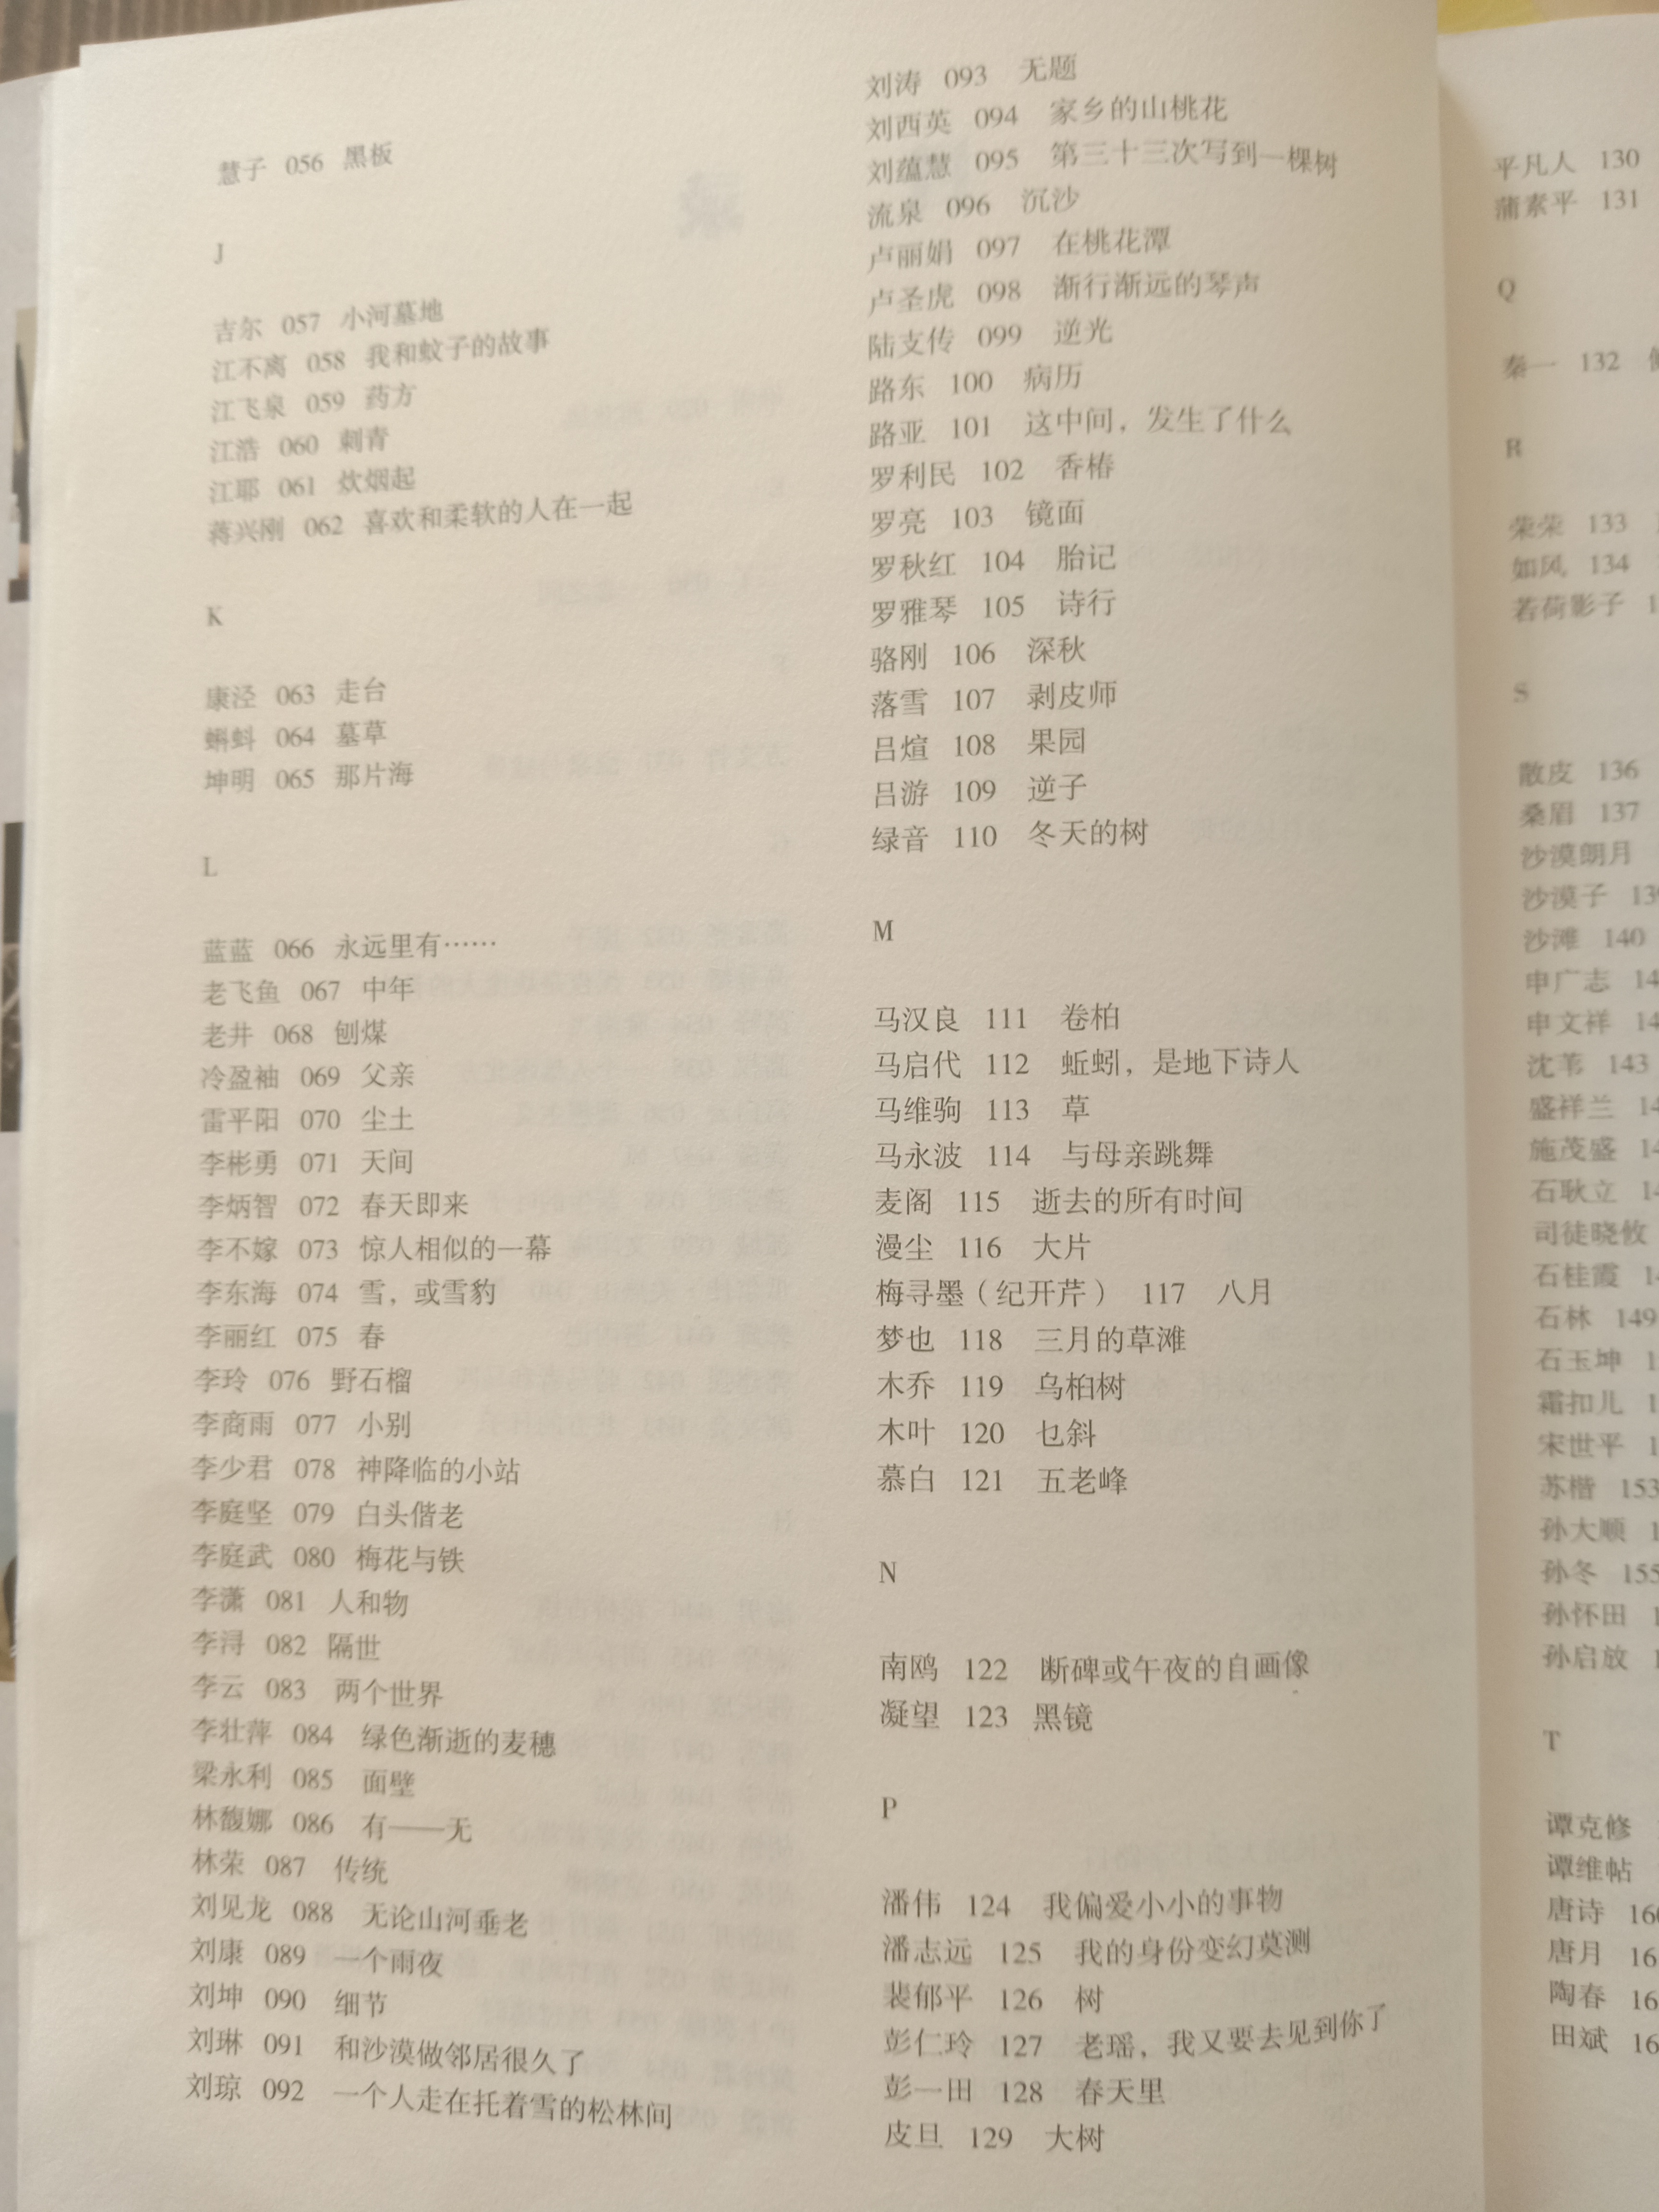 慧子 056 黑板
J
吉尔 057 小河墓地
江不离 058 我和蚊子的故事
江飞泉 059 药方
江浩 060 刺青
江耶 061 炊烟起
蒋兴刚 062 喜欢和柔软的人在一起
K
康泾 063 走台
蝌蚪 064 墓草
坤明 065 那片海
L
蓝蓝 066 永远里有……
老飞鱼 067 中年
老井 068 刨煤
冷盈袖 069 父亲
雷平阳 070 尘土
李彬勇 071 天间
李炳智 072 春天即来
李不嫁 073 惊人相似的一幕
李东海 074 雪，或雪豹
李丽红 075 春
李玲 076 野石榴
李商雨 077 小别
李少君 078 神降临的小站
李庭坚 079 白头偕老
李庭武 080 梅花与铁
李潇 081 人和物
李浔 082 隔世
李云 083 两个世界
李壮萍 084 绿色渐逝的麦穗
梁永利 085 面壁
林馥娜 086 有——无
林荣 087 传统
刘见龙 088 无论山河垂老
刘康 089 一个雨夜
刘坤 090 细节
刘琳 091 和沙漠做邻居很久了
刘琼 092 一个人走在托着雪的松林间
刘涛 093 无题
刘西英 094 家乡的山桃花
刘蕴慧 095 第三十三次写到一棵树
流泉 096 沉沙
卢丽娟 097 在桃花潭
卢圣虎 098 渐行渐远的琴声
陆支传 099 逆光
路东 100 病历
路亚 101 这中间，发生了什么
罗利民 102 香椿
罗亮 103 镜面
罗秋红 104 胎记
罗雅琴 105 诗行
骆刚 106 深秋
落雪 107 剥皮师
吕煊 108 果园
吕游 109 逆子
绿音 110 冬天的树
M
马汉良 111 卷柏
马启代 112 蚯蚓，是地下诗人
马维驹 113 草
马永波 114 与母亲跳舞
麦阁 115 逝去的所有时间
漫尘 116 大片
梅寻墨（纪开芹） 117 八月
梦也 118 三月的草滩
木乔 119 乌桕树
木叶 120 乜斜
慕白 121 五老峰
N
南鸥 122 断碑或午夜的自画像
凝望 123 黑镜
P
潘伟 124 我偏爱小小的事物
潘志远 125 我的身份变幻莫测
裴郁平 126 树
彭仁玲 127 老瑶，我又要去见到你了
彭一田 128 春天里
皮旦 129 大树
平凡人 130
蒲素平 131
Q
秦一 132
R
荣荣 133
如风 134
若荷影子
S
散皮 136
桑眉 137
沙漠朗月
沙漠子
沙滩 140
申广志
申文祥
沈苇 143
盛祥兰
施茂盛
石耿立
司徒晓攸
石桂霞
石林 149
石玉坤
霜扣儿
宋世平
苏楷 153
孙大顺
孙冬 155
孙怀田
孙启放
T
谭克修
谭维帖
唐诗
唐月
陶春
田斌